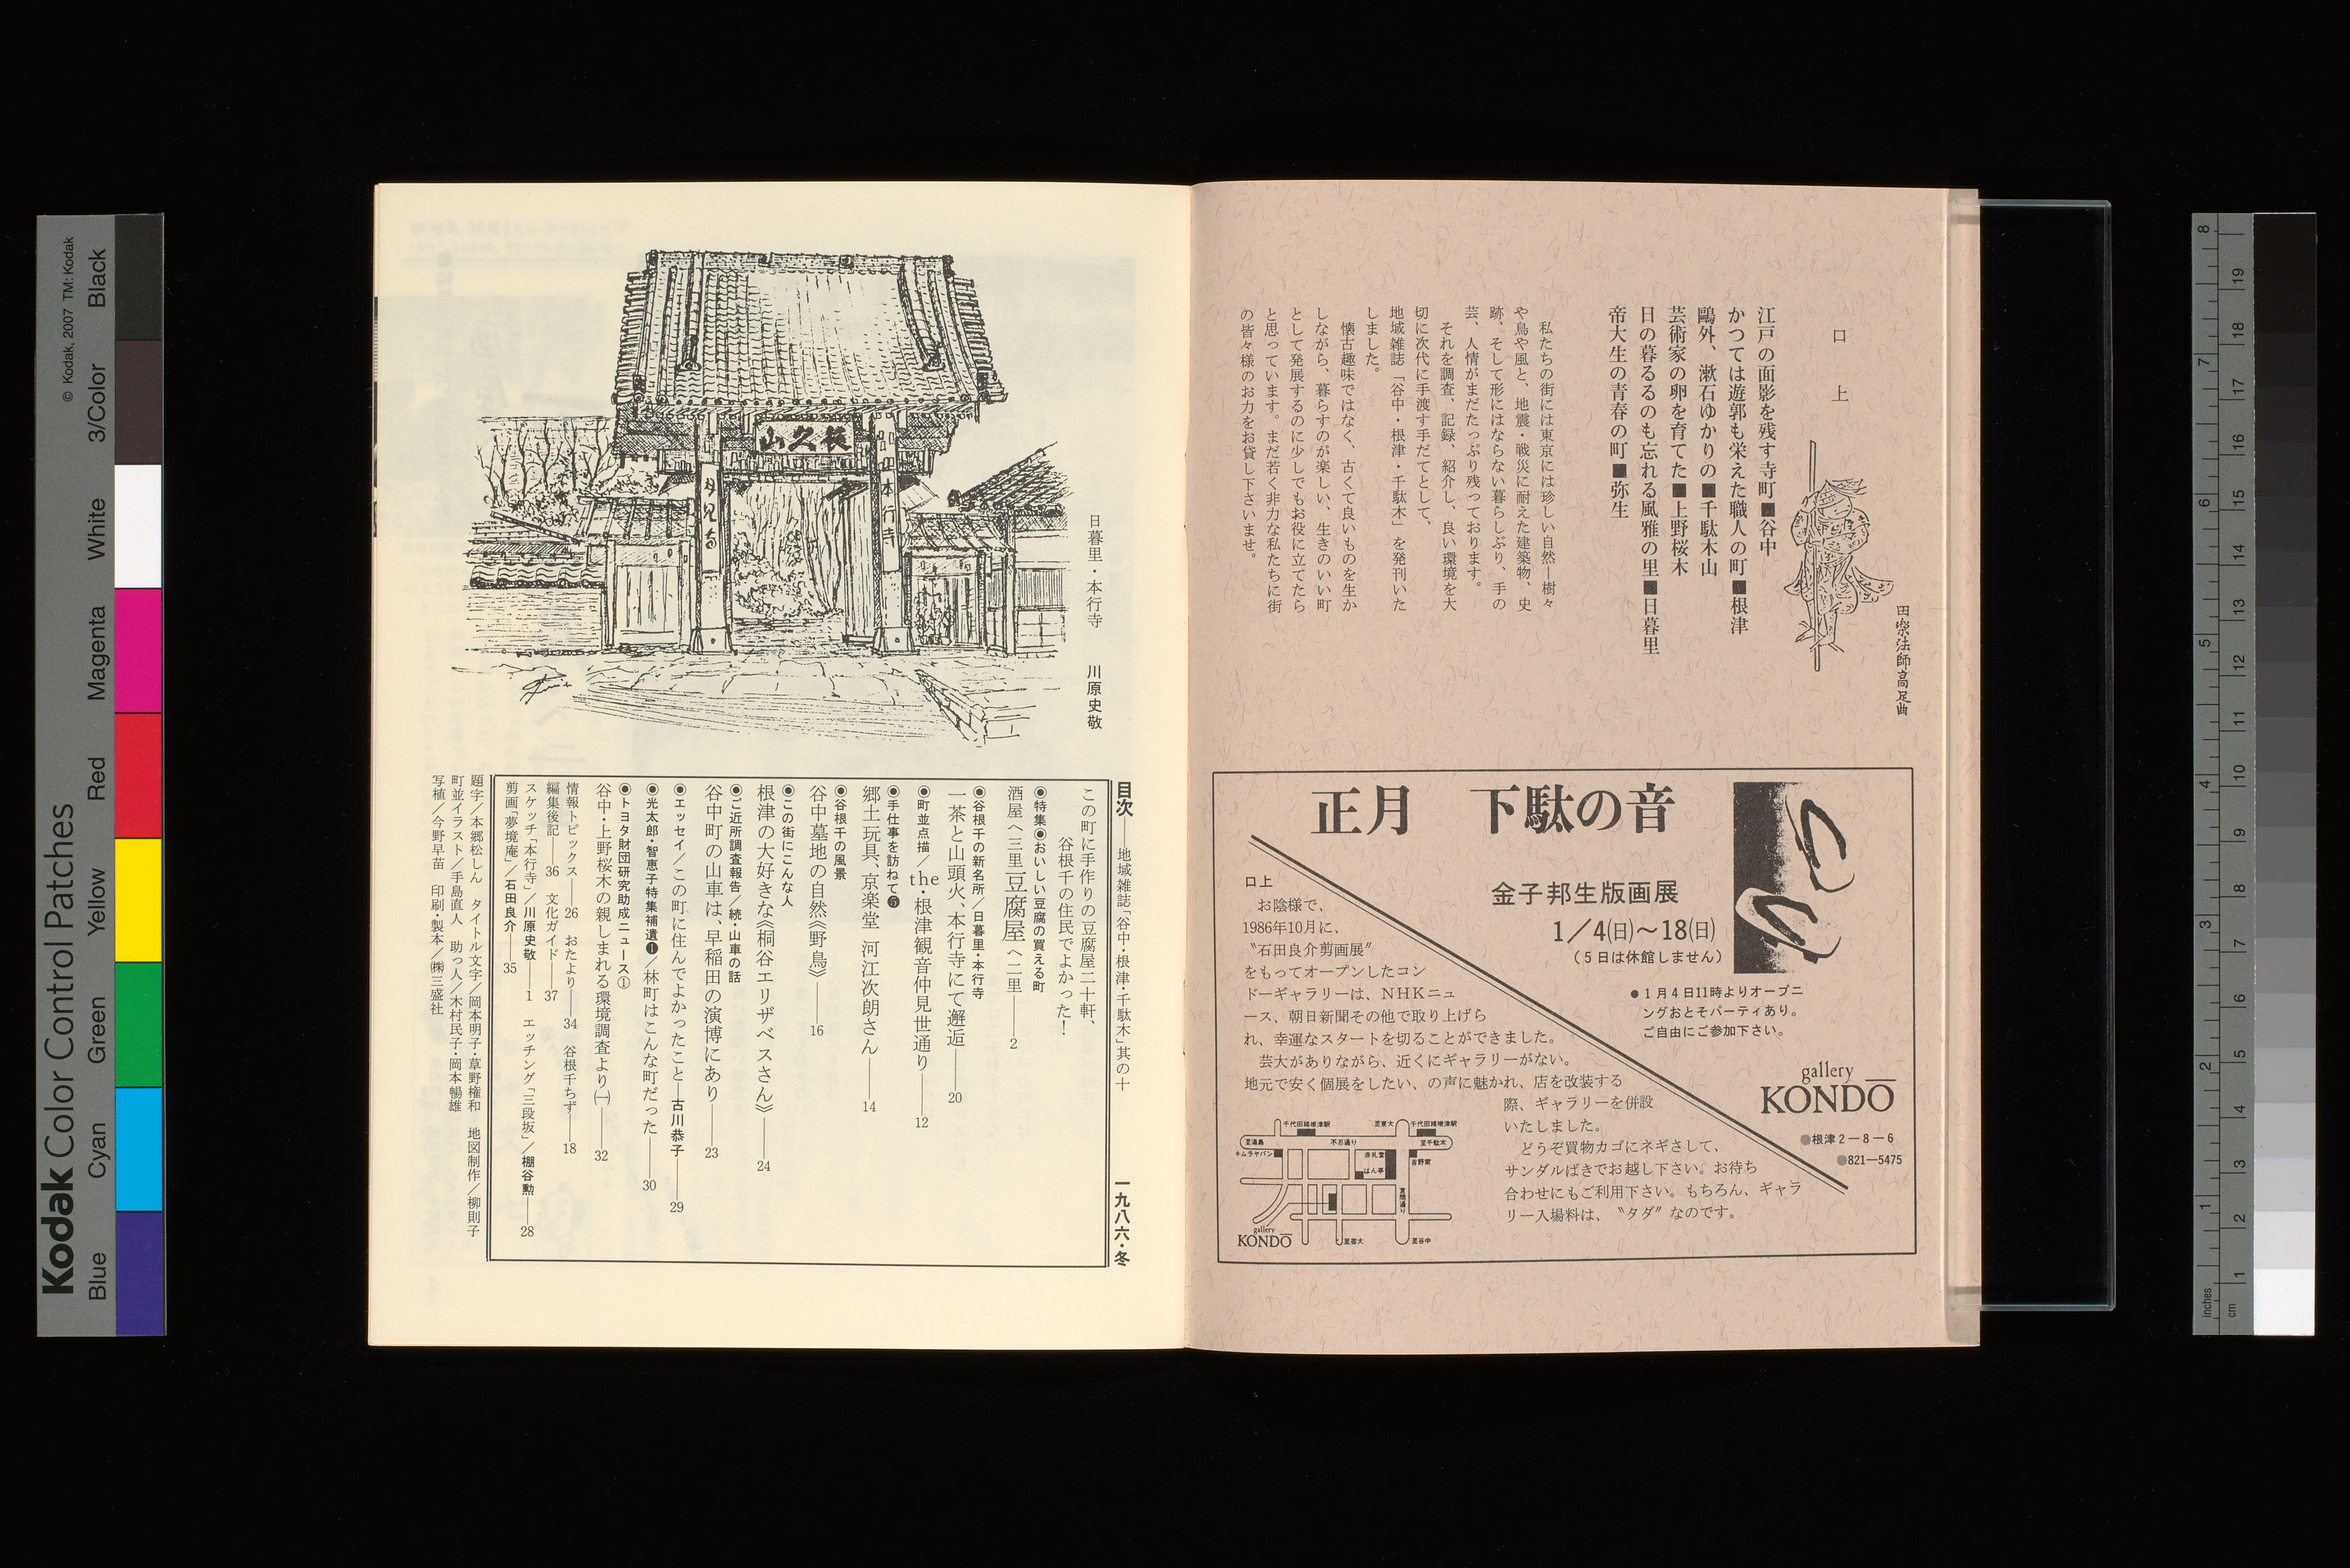 口上
田楽法師高足曲
江戸の面影を残す寺町■谷中
かつては遊郭も栄えた職人の町■根津
鷗外、漱石ゆかりの■千駄木山
芸術家の卵を育てた■上野桜木
日の暮るるのも忘れる風雅の里■日暮里
帝大生の青春の町■弥生
私たちの街には東京には珍しい自然—樹々
や鳥や風と、地震・戦災に耐えた建築物、史
跡、そして形にはならない暮らしぶり、手の
芸、人情がまだたっぷり残っております。
それを調査、記録、紹介し、良い環境を大
切に次代に手渡す手だてとして、
地域雑誌「谷中・根津・千駄木」を発刊いた
しました。
懐古趣味ではなく、古くて良いものを生か
しながら、暮らすのが楽しい、生きのいい町
として発展するのに少しでもお役に立てたら
と思っています。まだ若く非力な私たちに街
の皆々様のお力をお貸し下さいませ。
正月 下駄の音
金子邦生版画展
1／4(日)〜18(日)
（5日は休館しません）
●1月4日11時よりオープニ
ングおとそパーティあり。
ご自由にご参加下さい。
gallery
KONDO
●根津2−8−6
●821−5475
口上
お陰様で、
1986年10月に、
〝石田良介剪画展〟
をもってオープンしたコン
ドーギャラリーは、NHKニュ
ース、朝日新聞その他で取り上げら
れ、幸運なスタートを切ることができました。
芸大がありながら、近くにギャラリーがない。
地元で安く個展をしたい、の声に魅かれ、店を改装する
際、ギャラリーを併設
いたしました。
どうぞ買物カゴにネギさして、
サンダルばきでお越し下さい。お待ち
合わせにもご利用下さい。もちろん、ギャラ
リー入場料は、〝タダ〟なのです。
千代田線根津駅
至東大
千代田線根津駅
至湯島
不忍通り
至千駄木
キムラヤパン
赤札堂
はん亭
吉野家
言問通り
gallery
KONDO
至芸大
至谷中
日暮里・本行寺 川原史敬
長久山
本行寺
月見寺
目次——地域雑誌「谷中・根津・千駄木」其の十 一九八六・冬
この町に手作りの豆腐屋二十軒、
谷根千の住民でよかった！
◉特集◉おいしい豆腐の買える町
酒屋へ三里豆腐屋へ二里——2
◉谷根千の新名所／日暮里・本行寺
一茶と山頭火、本行寺にて邂逅——20
◉町並点描／the・根津観音仲見世通り——12
◉手仕事を訪ねて❺
郷土玩具、京楽堂 河江次朗さん——14
◉谷根千の風景
谷中墓地の自然《野鳥》——16
◉この街にこんな人
根津の大好きな《桐谷エリザベスさん》——24
◉ご近所調査報告／続・山車の話
谷中町の山車は、早稲田の演博にあり——23
◉エッセイ／この町に住んでよかったこと—古川恭子——29
◉光太郎・智恵子特集補遺❶／林町はこんな町だった——30
◉トヨタ財団研究助成ニュース①
谷中・上野桜木の親しまれる環境調査より㈠——32
情報トピックス——26 おたより——34 谷根千ちず——18
編集後記——36 文化ガイド——37
スケッチ「本行寺」／川原史敬——1 エッチング「三段坂」／棚谷勲——28
剪画「夢境庵」／石田良介——35
題字／本郷松しん タイトル文字／岡本明子・草野権和 地図制作／柳則子
町並イラスト／手島直人 助っ人／木村民子・岡本暢雄
写植／今野早苗 印刷・製本／㈱三盛社
Kodak Color Control Patches
© Kodak, 2007 TM: Kodak
Blue Cyan Green Yellow Red Magenta White 3/Color Black
inches 1 2 3 4 5 6 7 8
cm 1 2 3 4 5 6 7 8 9 10 11 12 13 14 15 16 17 18 19